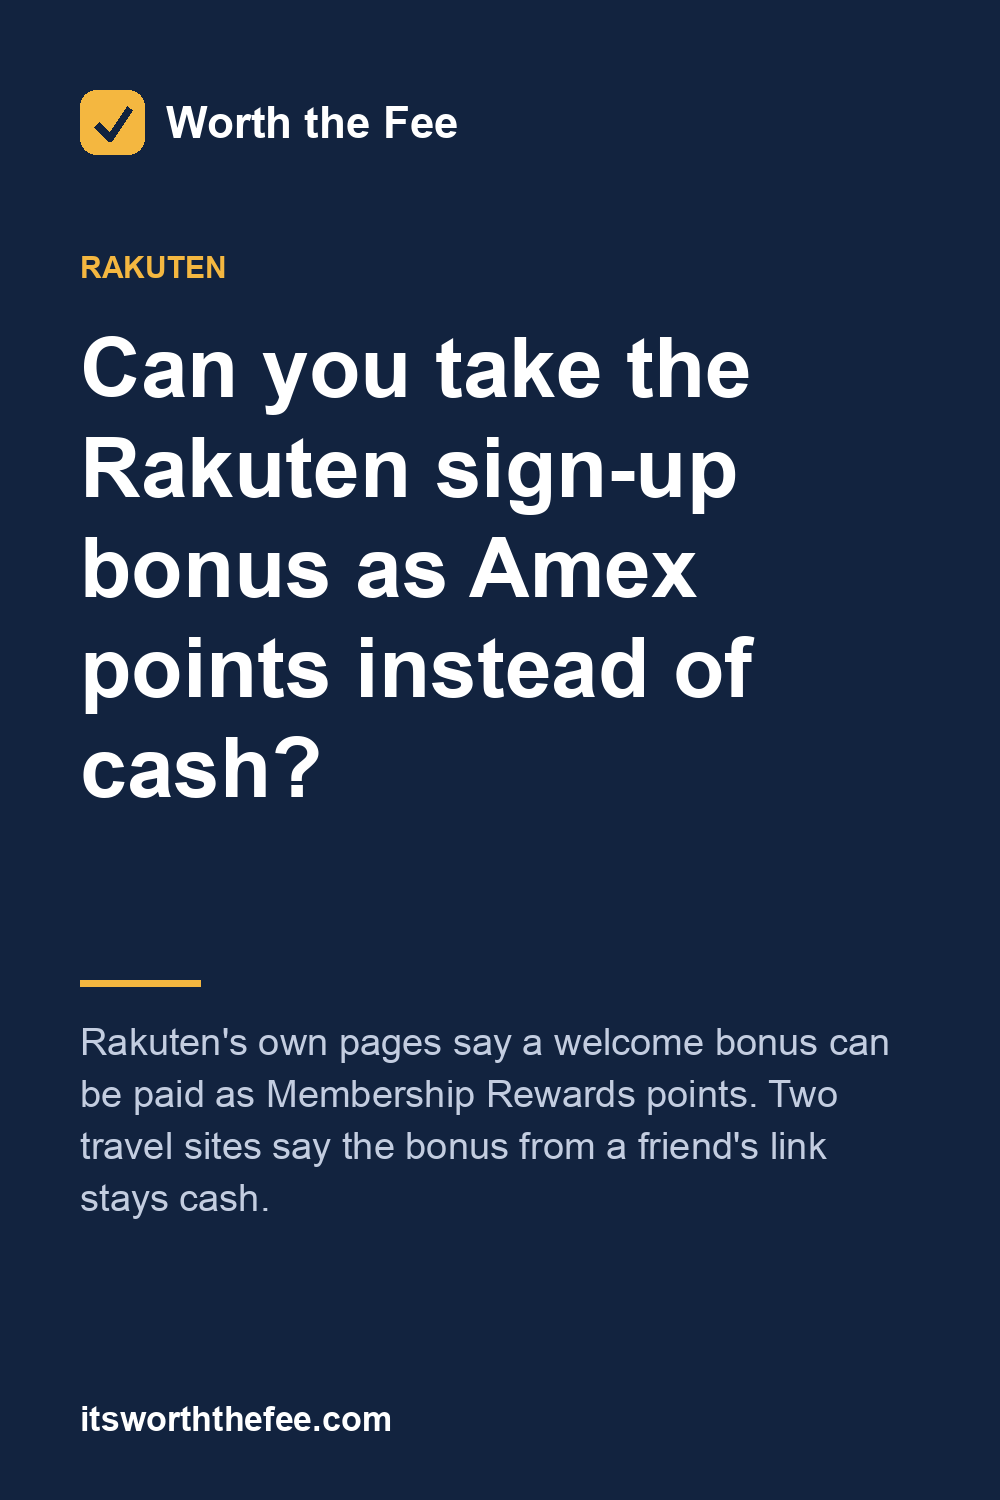 Worth the Fee
RAKUTEN
Can you take the
Rakuten sign-up
bonus as Amex
points instead of
cash?
Rakuten's own pages say a welcome bonus can
be paid as Membership Rewards points. Two
travel sites say the bonus from a friend's link
stays cash.
itsworththefee.com